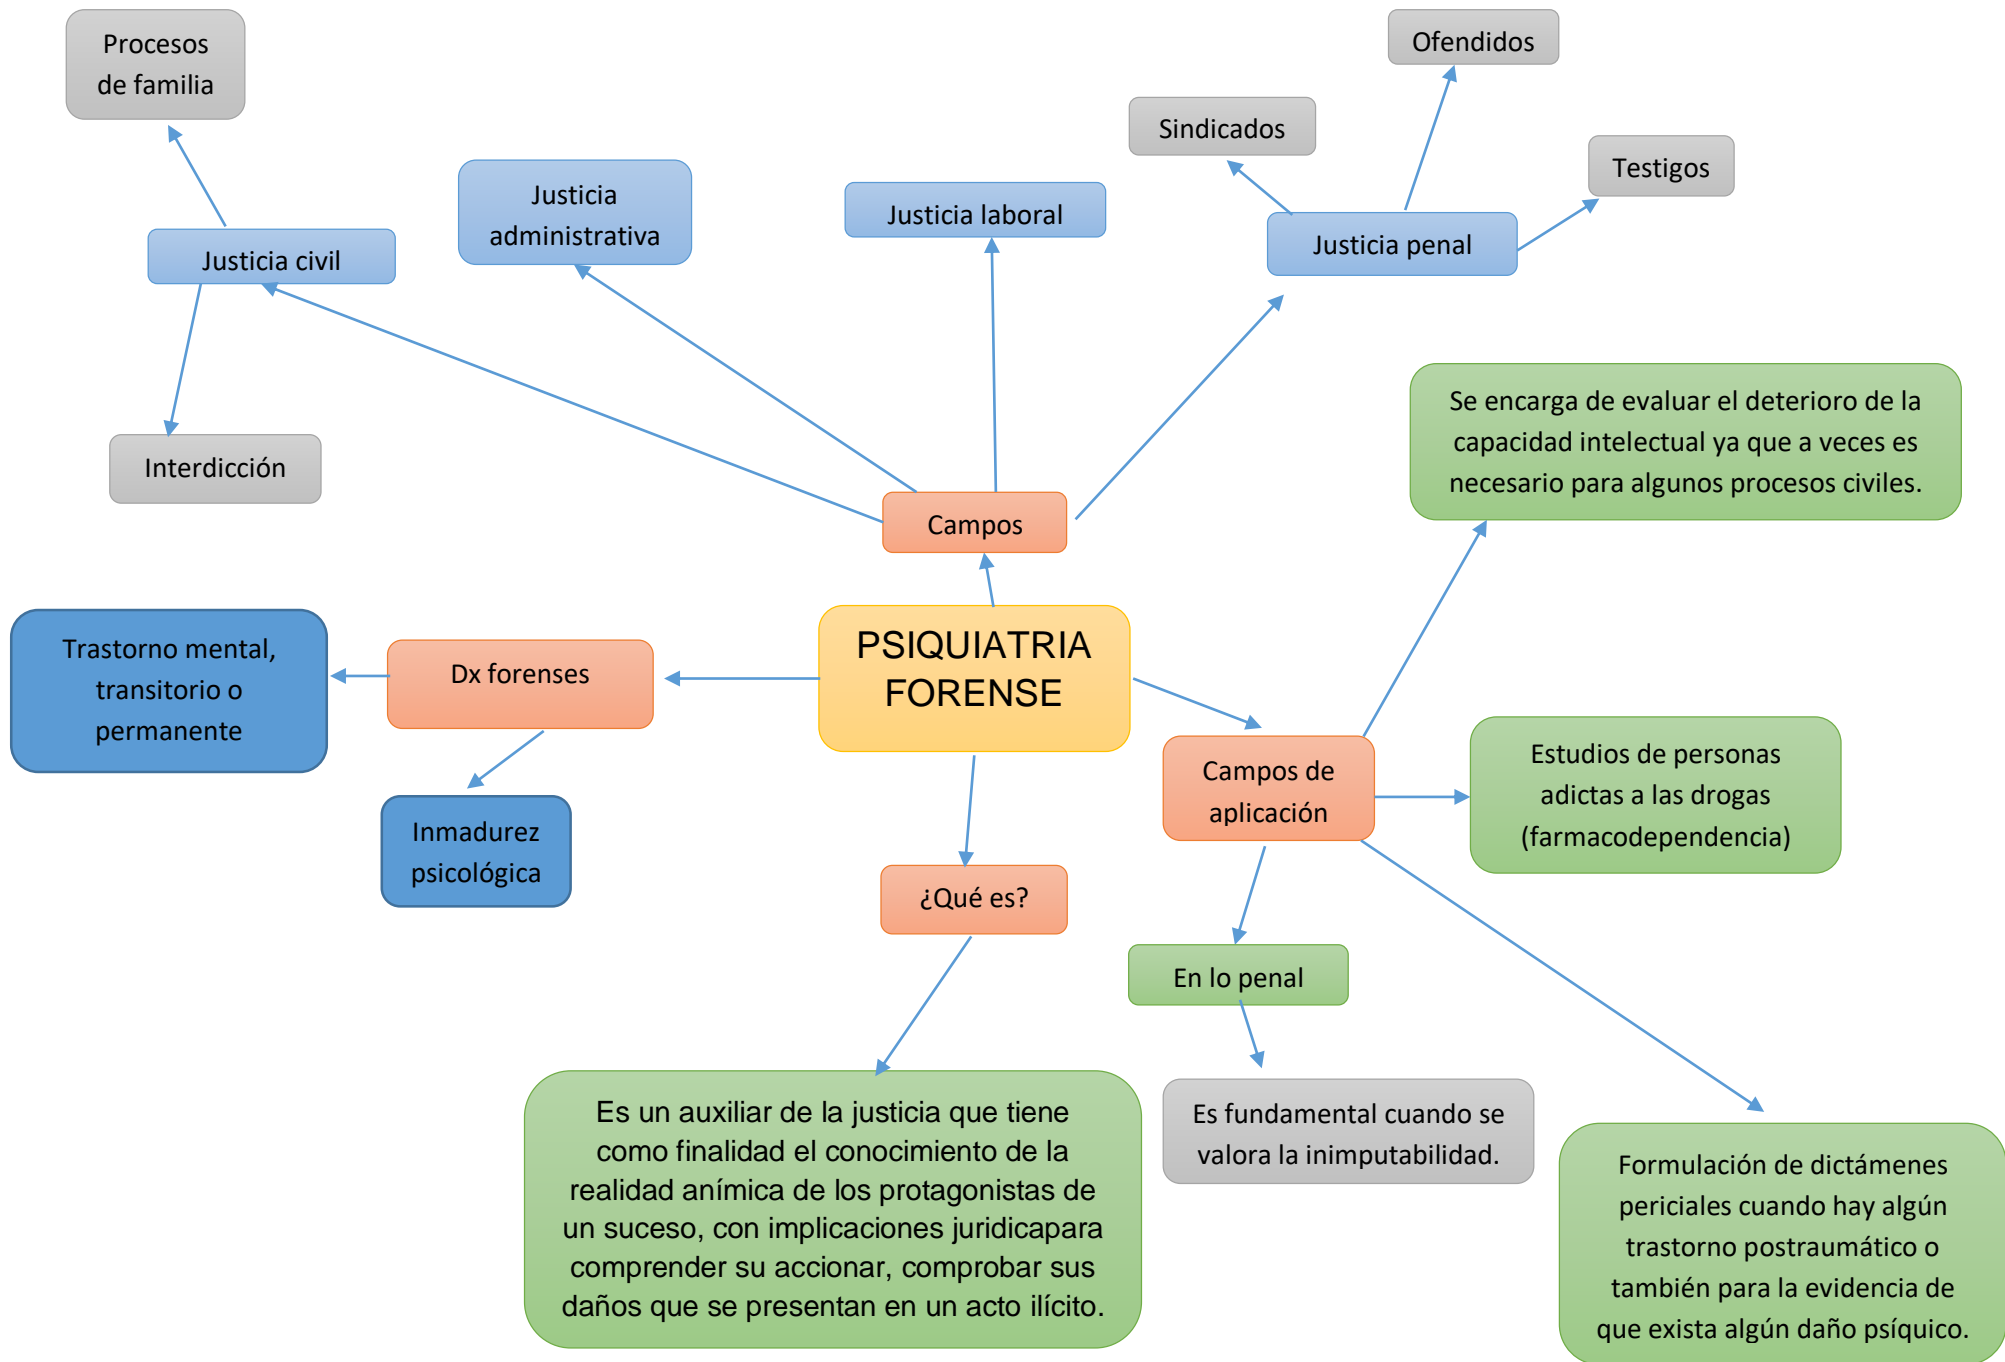 Procesos
de familia
Ofendidos
Sindicados
Testigos
Justicia
administrativa
Justicia laboral
Justicia penal
Justicia civil
Interdicción
Campos
Se encarga de evaluar el deterioro de la
capacidad intelectual ya que a veces es
necesario para algunos procesos civiles.
PSIQUIATRIA
FORENSE
Trastorno mental,
transitorio o
permanente
Dx forenses
Inmadurez
psicológica
Campos de
aplicación
Estudios de personas
adictas a las drogas
(farmacodependencia)
¿Qué es?
En lo penal
Es un auxiliar de la justicia que tiene
como finalidad el conocimiento de la
realidad anímica de los protagonistas de
un suceso, con implicaciones juridicapara
comprender su accionar, comprobar sus
daños que se presentan en un acto ilícito.
Es fundamental cuando se
valora la inimputabilidad.
Formulación de dictámenes
periciales cuando hay algún
trastorno postraumático o
también para la evidencia de
que exista algún daño psíquico.